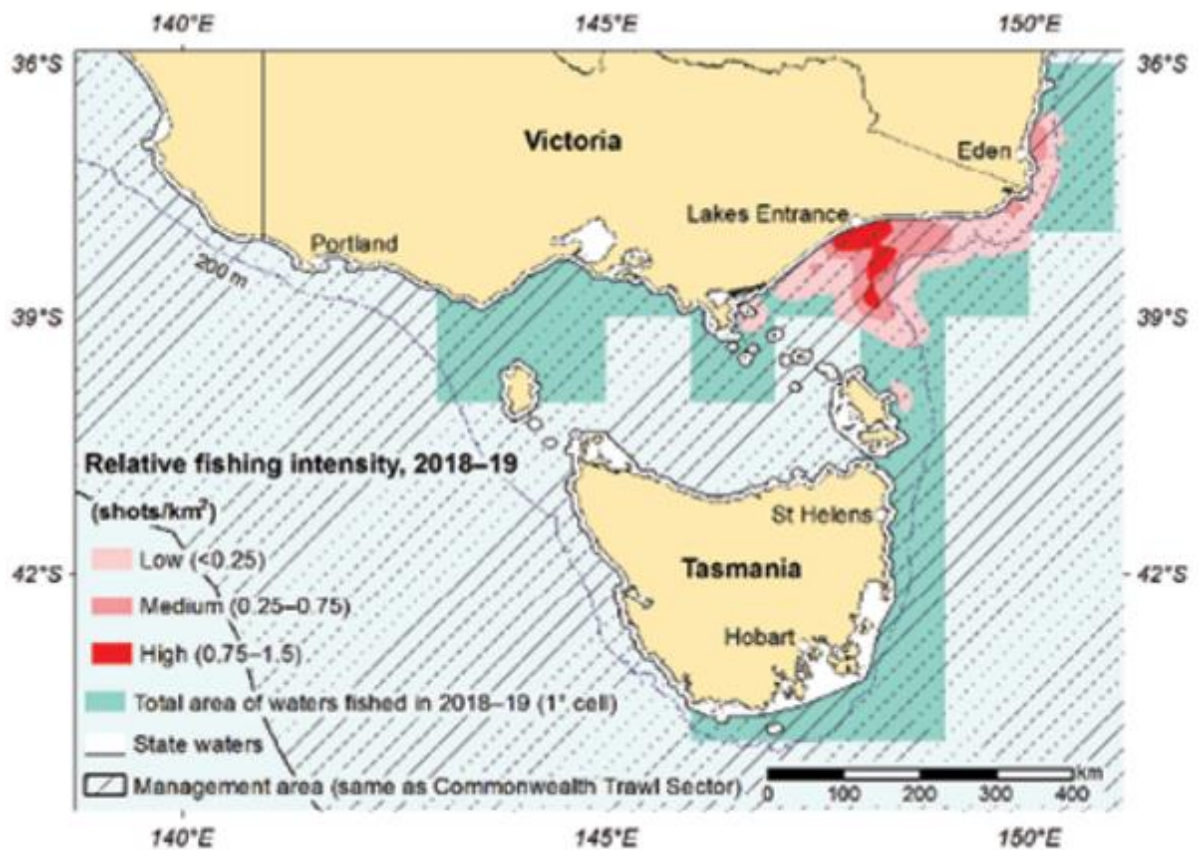 140°E 145°E 150°E
36°S 36°S
Victoria
Eden
Lakes Entrance
Portland
200 m
39°S 39°S
Relative fishing intensity, 2018–19
(shots/km²)
St Helens
Low (<0.25)
42°S 42°S
Tasmania
Medium (0.25–0.75)
Hobart
High (0.75–1.5)
Total area of waters fished in 2018–19 (1° cell)
State waters
Management area (same as Commonwealth Trawl Sector)
km
0 100 200 300 400
140°E 145°E 150°E